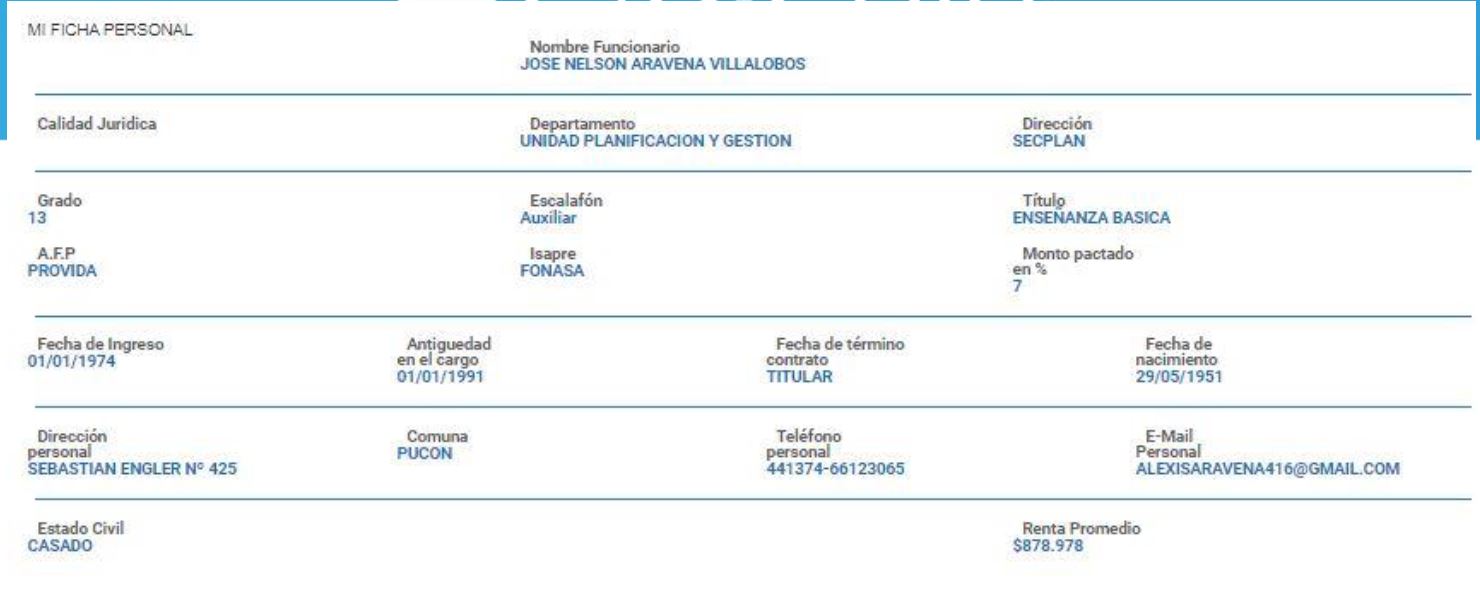 MI FICHA PERSONAL
Nombre Funcionario
JOSE NELSON ARAVENA VILLALOBOS
Calidad Juridica
Departamento
UNIDAD PLANIFICACION Y GESTION
Dirección
SECPLAN
Grado
13
Escalafón
Auxiliar
Título
ENSEÑANZA BASICA
A.F.P
PROVIDA
Isapre
FONASA
Monto pactado
en %
7
Fecha de Ingreso
01/01/1974
Antiguedad
en el cargo
01/01/1991
Fecha de término
contrato
TITULAR
Fecha de
nacimiento
29/05/1951
Dirección
personal
SEBASTIAN ENGLER Nº 425
Comuna
PUCON
Teléfono
personal
441374-66123065
E-Mail
Personal
ALEXISARAVENA416@GMAIL.COM
Estado Civil
CASADO
Renta Promedio
$878.978